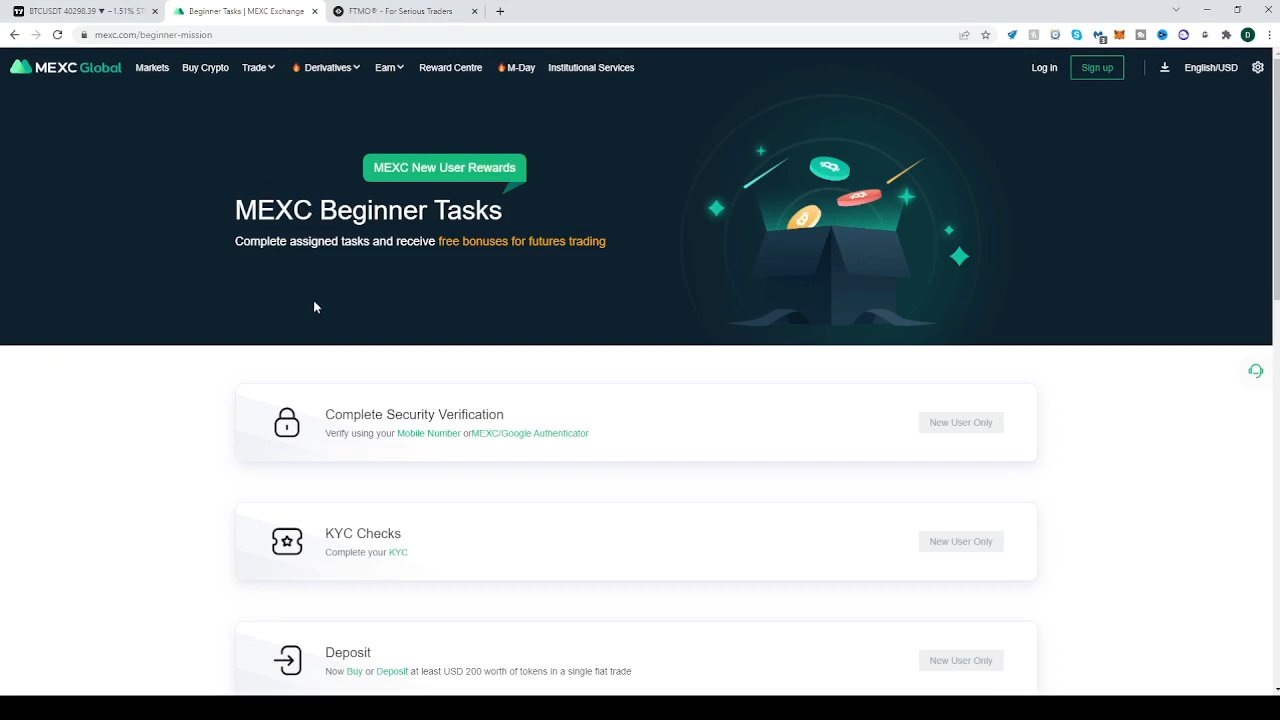 BTCUSDT 40298.39 ▼ −1.51%
Beginner Tasks | MEXC Exchange
FTMO® - For Serious Traders
mexc.com/beginner-mission
3
D
MEXC Global
Markets
Buy Crypto
Trade
Derivatives
Earn
Reward Centre
M-Day
Institutional Services
Log In
Sign up
English/USD
MEXC New User Rewards
MEXC Beginner Tasks
Complete assigned tasks and receive free bonuses for futures trading
Complete Security Verification
Verify using your Mobile Number orMEXC/Google Authenticator
New User Only
KYC Checks
Complete your KYC
New User Only
Deposit
Now Buy or Deposit at least USD 200 worth of tokens in a single fiat trade
New User Only